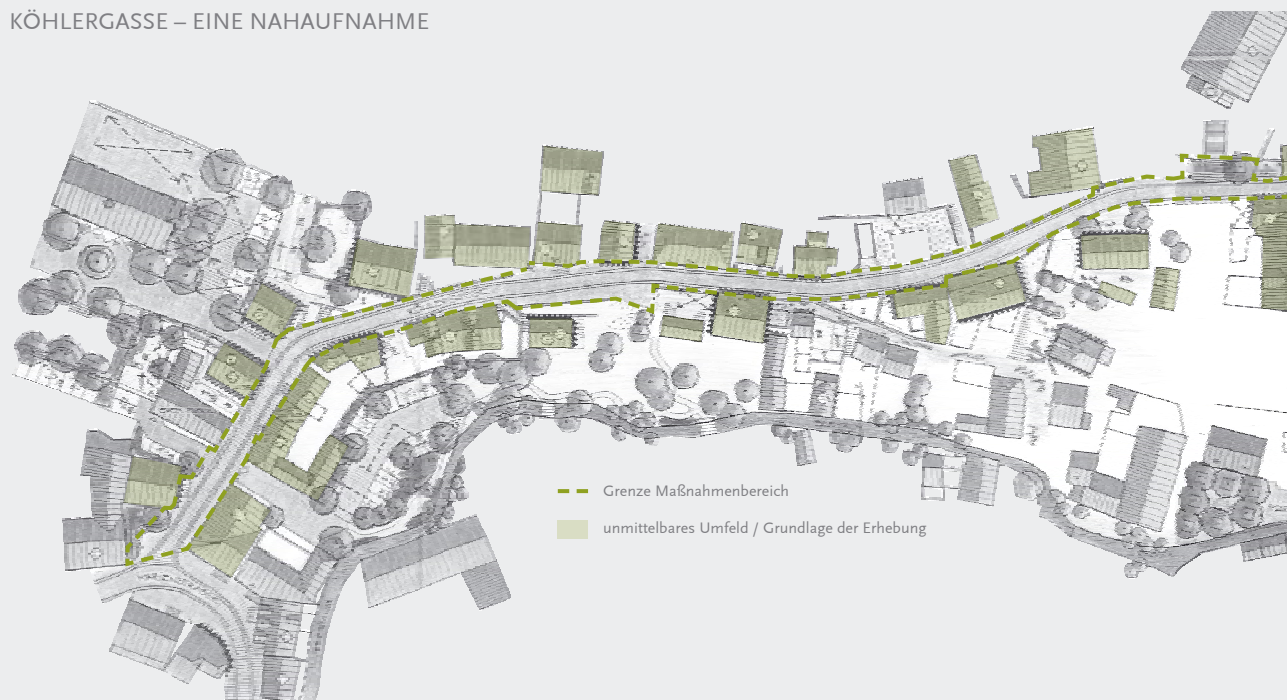 KÖHLERGASSE – EINE NAHAUFNAHME
Grenze Maßnahmenbereich
unmittelbares Umfeld / Grundlage der Erhebung